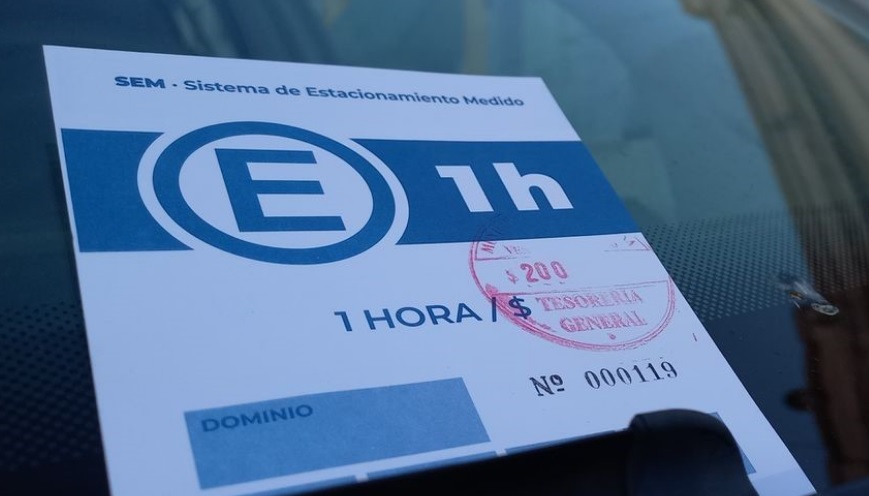 SEM · Sistema de Estacionamiento Medido
E 1h
$ 200
TESORERIA
GENERAL
1 HORA / $
Nº 000119
DOMINIO